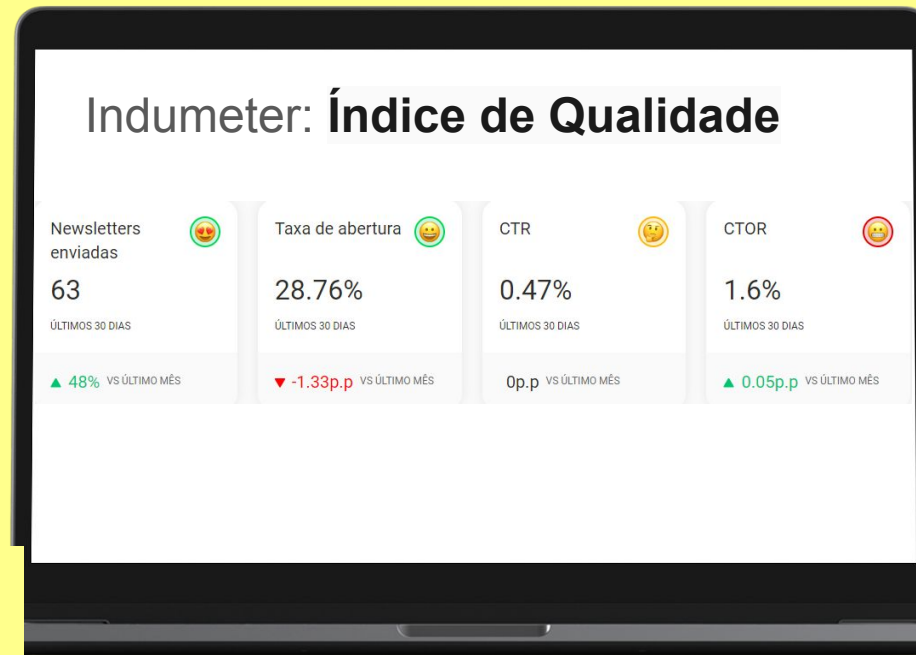 Indumeter: Índice de Qualidade
Newsletters
enviadas
63
ÚLTIMOS 30 DIAS
▲ 48% VS ÚLTIMO MÊS
Taxa de abertura
28.76%
ÚLTIMOS 30 DIAS
▼ -1.33p.p VS ÚLTIMO MÊS
CTR
0.47%
ÚLTIMOS 30 DIAS
0p.p VS ÚLTIMO MÊS
CTOR
1.6%
ÚLTIMOS 30 DIAS
▲ 0.05p.p VS ÚLTIMO MÊS